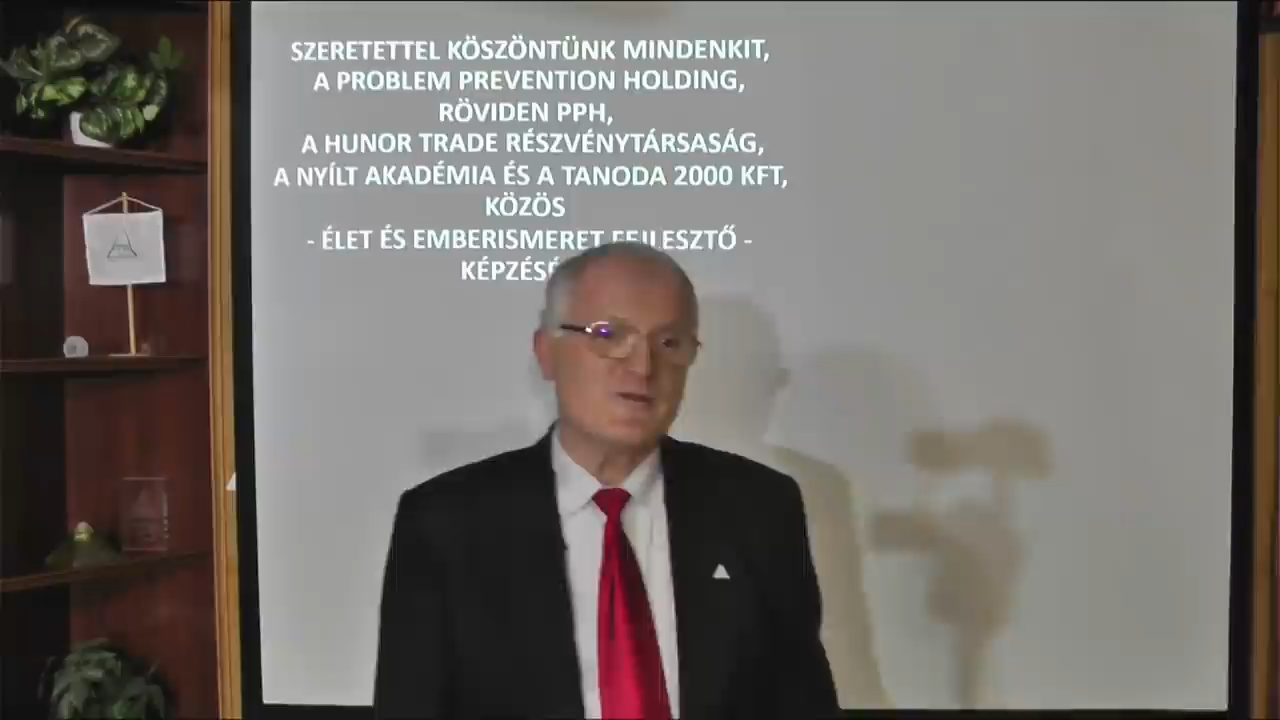 SZERETETTEL KÖSZÖNTÜNK MINDENKIT,
A PROBLEM PREVENTION HOLDING,
RÖVIDEN PPH,
A HUNOR TRADE RÉSZVÉNYTÁRSASÁG,
A NYÍLT AKADÉMIA ÉS A TANODA 2000 KFT,
KÖZÖS
- ÉLET ÉS EMBERISMERET FEJLESZTŐ -